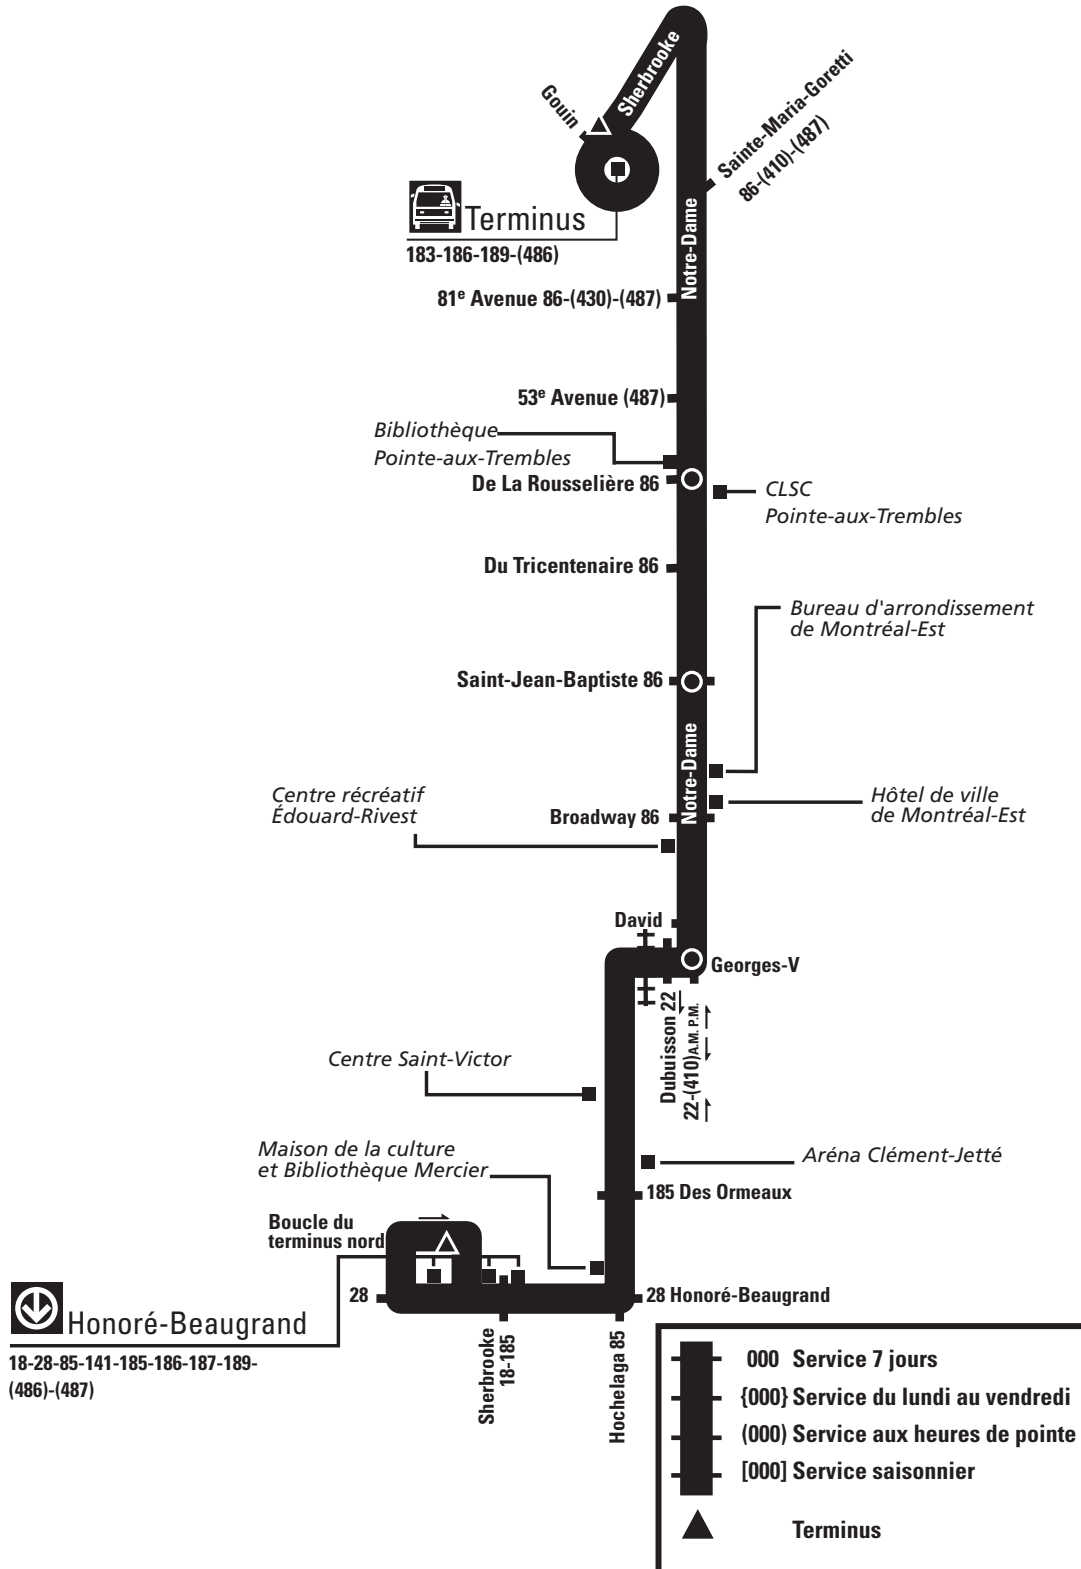 Sherbrooke
Gouin
Sainte-Maria-Goretti
86-(410)-(487)
Notre-Dame
Terminus
183-186-189-(486)
81e Avenue 86-(430)-(487)
53e Avenue (487)
Bibliothèque
Pointe-aux-Trembles
De La Rousselière 86
CLSC
Pointe-aux-Trembles
Du Tricentenaire 86
Bureau d'arrondissement
de Montréal-Est
Saint-Jean-Baptiste 86
Notre-Dame
Centre récréatif
Édouard-Rivest
Hôtel de ville
de Montréal-Est
Broadway 86
David
Georges-V
Dubuisson 22
22-(410) A.M. P.M.
Centre Saint-Victor
Maison de la culture
et Bibliothèque Mercier
Aréna Clément-Jetté
185 Des Ormeaux
Boucle du
terminus nord
28
28 Honoré-Beaugrand
Honoré-Beaugrand
18-28-85-141-185-186-187-189-
(486)-(487)
Sherbrooke
18-185
Hochelaga 85
000 Service 7 jours
{000} Service du lundi au vendredi
(000) Service aux heures de pointe
[000] Service saisonnier
Terminus